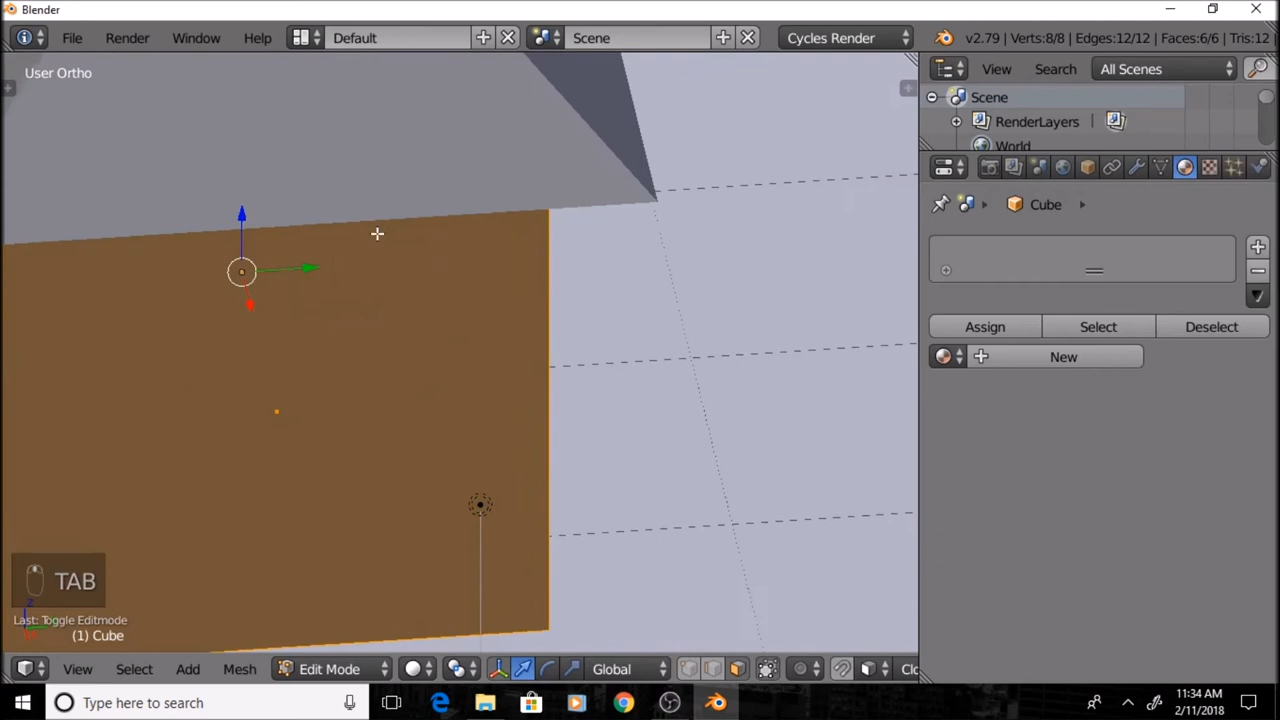 Blender
File Render Window Help Default Scene Cycles Render v2.79 | Verts:8/8 | Edges:12/12 | Faces:6/6 | Tris:12
User Ortho
View Search All Scenes
Scene
RenderLayers
World
Cube
Assign Select Deselect
New
TAB
Last: Toggle Editmode
(1) Cube
View Select Add Mesh Edit Mode Global Clo
Type here to search
11:34 AM
2/11/2018